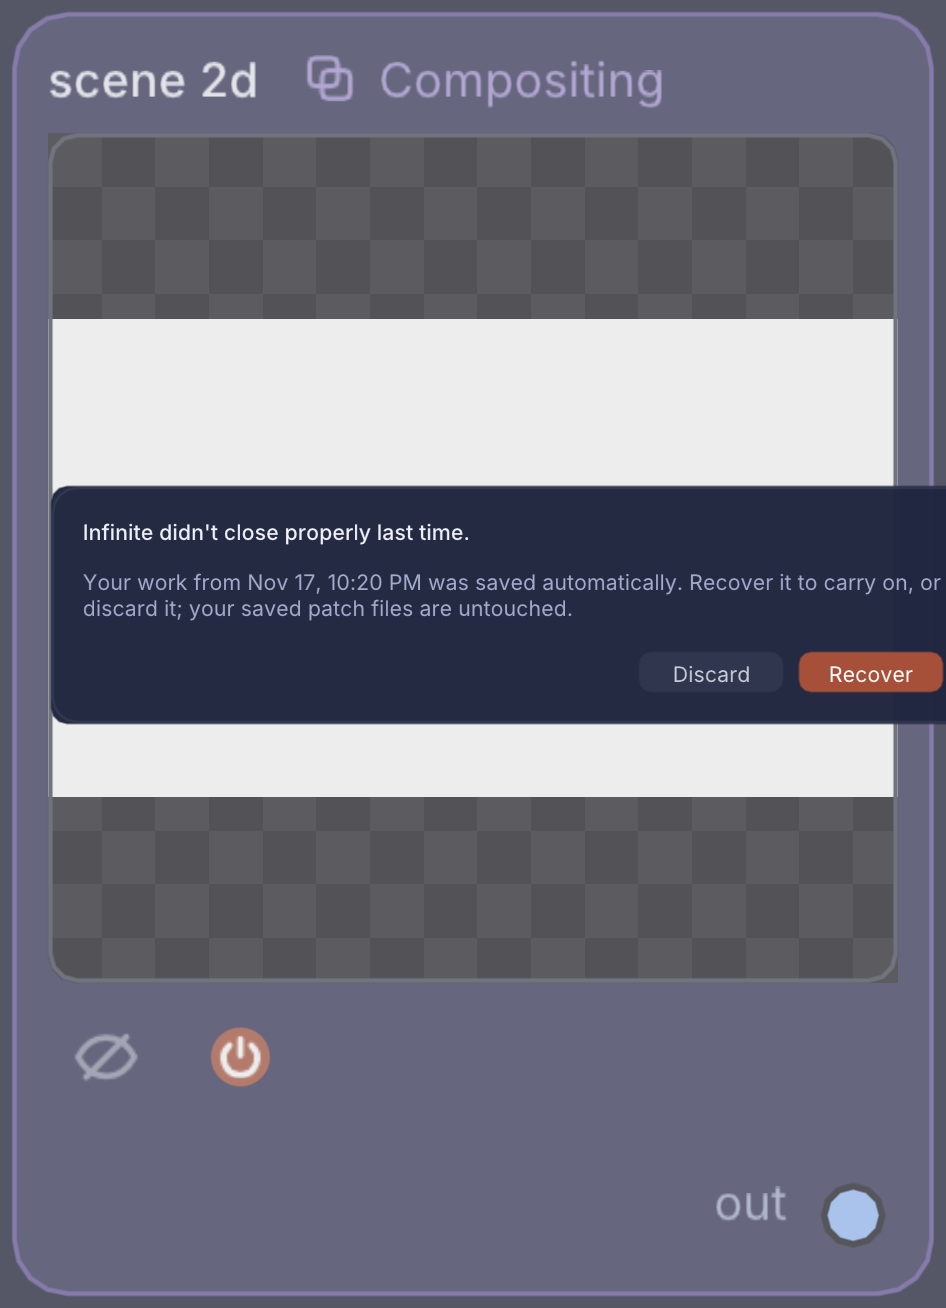 scene 2d Compositing
Infinite didn't close properly last time.
Your work from Nov 17, 10:20 PM was saved automatically. Recover it to carry on, or
discard it; your saved patch files are untouched.
Discard Recover
out